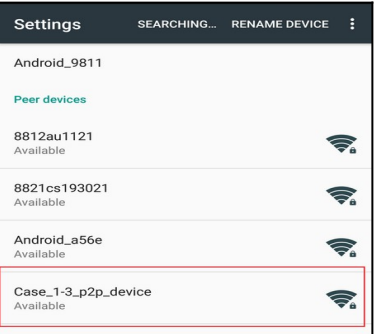 Settings SEARCHING... RENAME DEVICE
Android_9811
Peer devices
8812au1121
Available
8821cs193021
Available
Android_a56e
Available
Case_1-3_p2p_device
Available